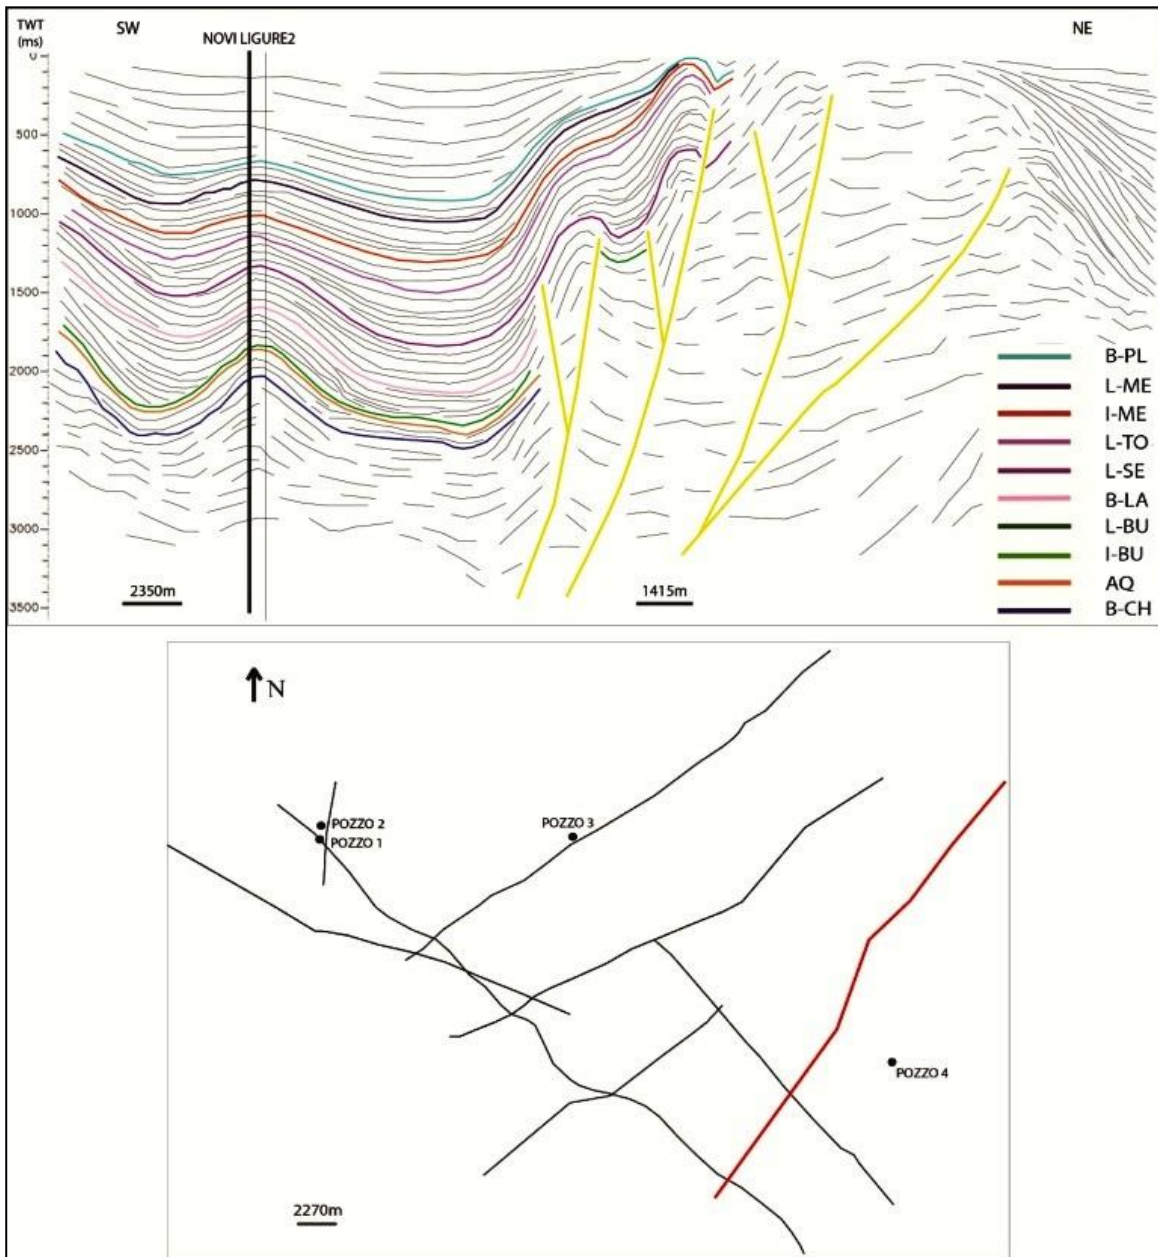 TWT
(ms)
SW
NOVI LIGURE2
NE
0
500
1000
1500
2000
2500
3000
3500
2350m
1415m
B-PL
L-ME
I-ME
L-TO
L-SE
B-LA
L-BU
I-BU
AQ
B-CH
N
POZZO 2
POZZO 1
POZZO 3
POZZO 4
2270m